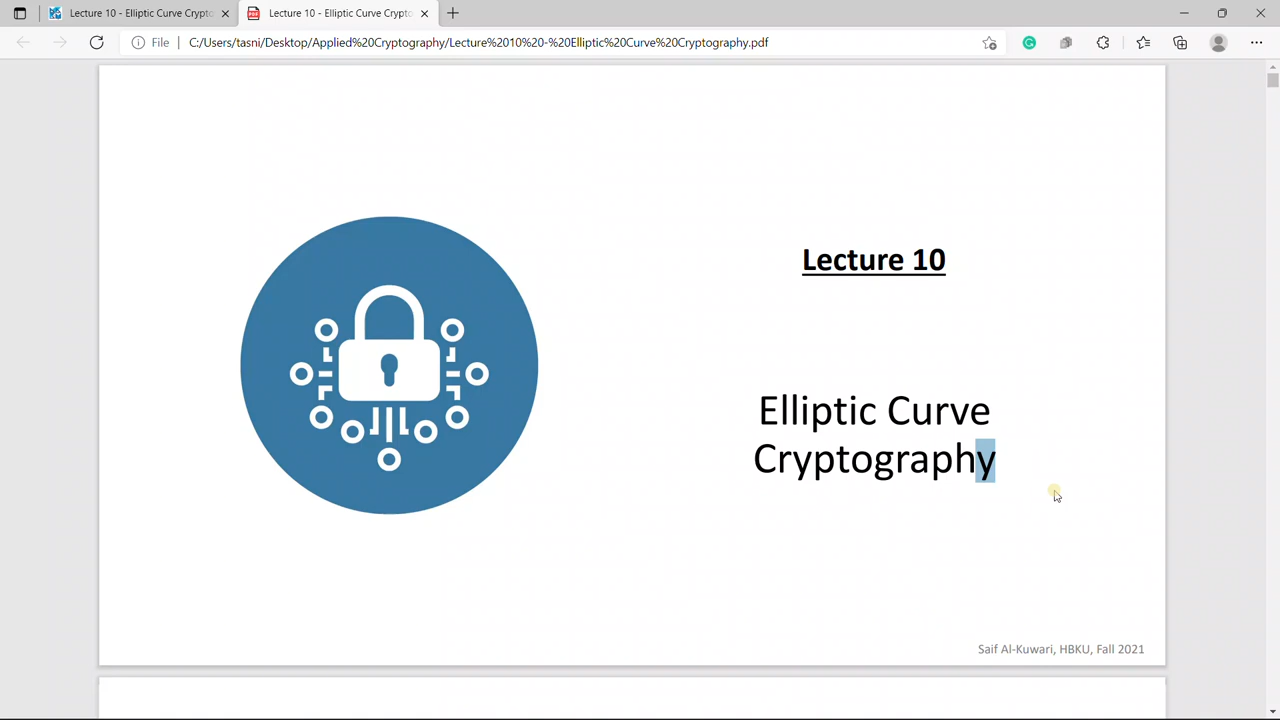 Lecture 10 - Elliptic Curve Crypto
Lecture 10 - Elliptic Curve Crypto
File
C:/Users/tasni/Desktop/Applied%20Cryptography/Lecture%2010%20-%20Elliptic%20Curve%20Cryptography.pdf
Lecture 10
Elliptic Curve
Cryptography
Saif Al-Kuwari, HBKU, Fall 2021